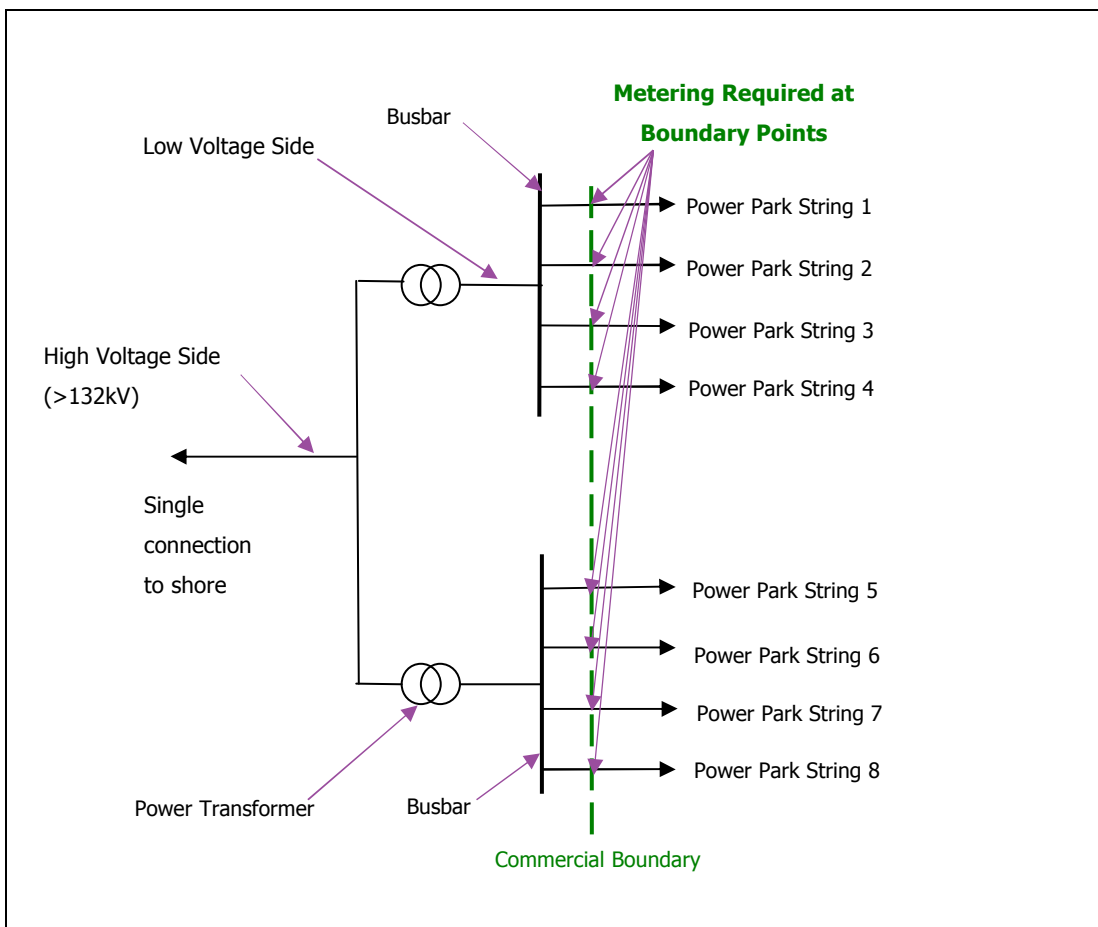 Metering Required at
Boundary Points
Busbar
Low Voltage Side
Power Park String 1
Power Park String 2
Power Park String 3
High Voltage Side
(>132kV)
Power Park String 4
Single
connection
to shore
Power Park String 5
Power Park String 6
Power Park String 7
Power Park String 8
Power Transformer
Busbar
Commercial Boundary